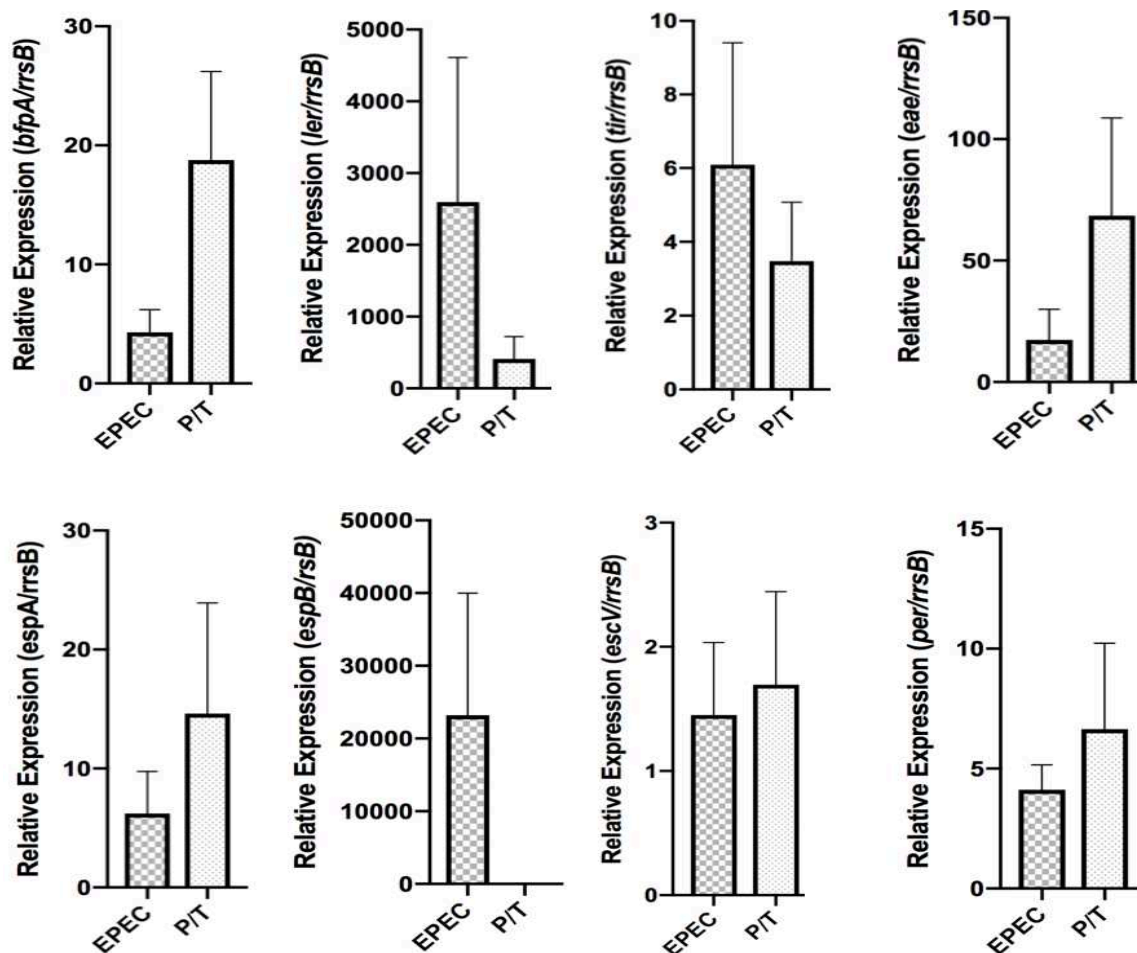 Relative Expression (bfpA/rrsB)
30
20
10
0
EPEC
P/T
Relative Expression (ler/rrsB)
5000
4000
3000
2000
1000
0
EPEC
P/T
Relative Expression (tir/rrsB)
10
8
6
4
2
0
EPEC
P/T
Relative Expression (eae/rrsB)
150
100
50
0
EPEC
P/T
Relative Expression (espA/rrsB)
30
20
10
0
EPEC
P/T
Relative Expression (espB/rsB)
50000
40000
30000
20000
10000
0
EPEC
P/T
Relative Expression (escV/rrsB)
3
2
1
0
EPEC
P/T
Relative Expression (per/rrsB)
15
10
5
0
EPEC
P/T